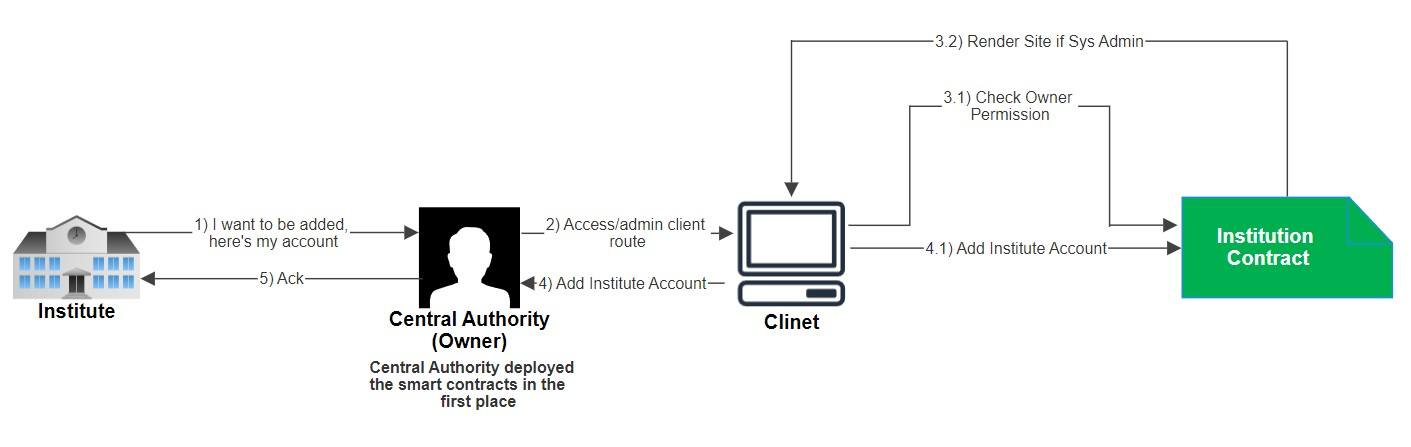 3.2) Render Site if Sys Admin
3.1) Check Owner
Permission
1) I want to be added,
here's my account
2) Access/admin client
route
4.1) Add Institute Account
Institution
Contract
5) Ack
4) Add Institute Account
Institute
Central Authority
(Owner)
Clinet
Central Authority deployed
the smart contracts in the
first place